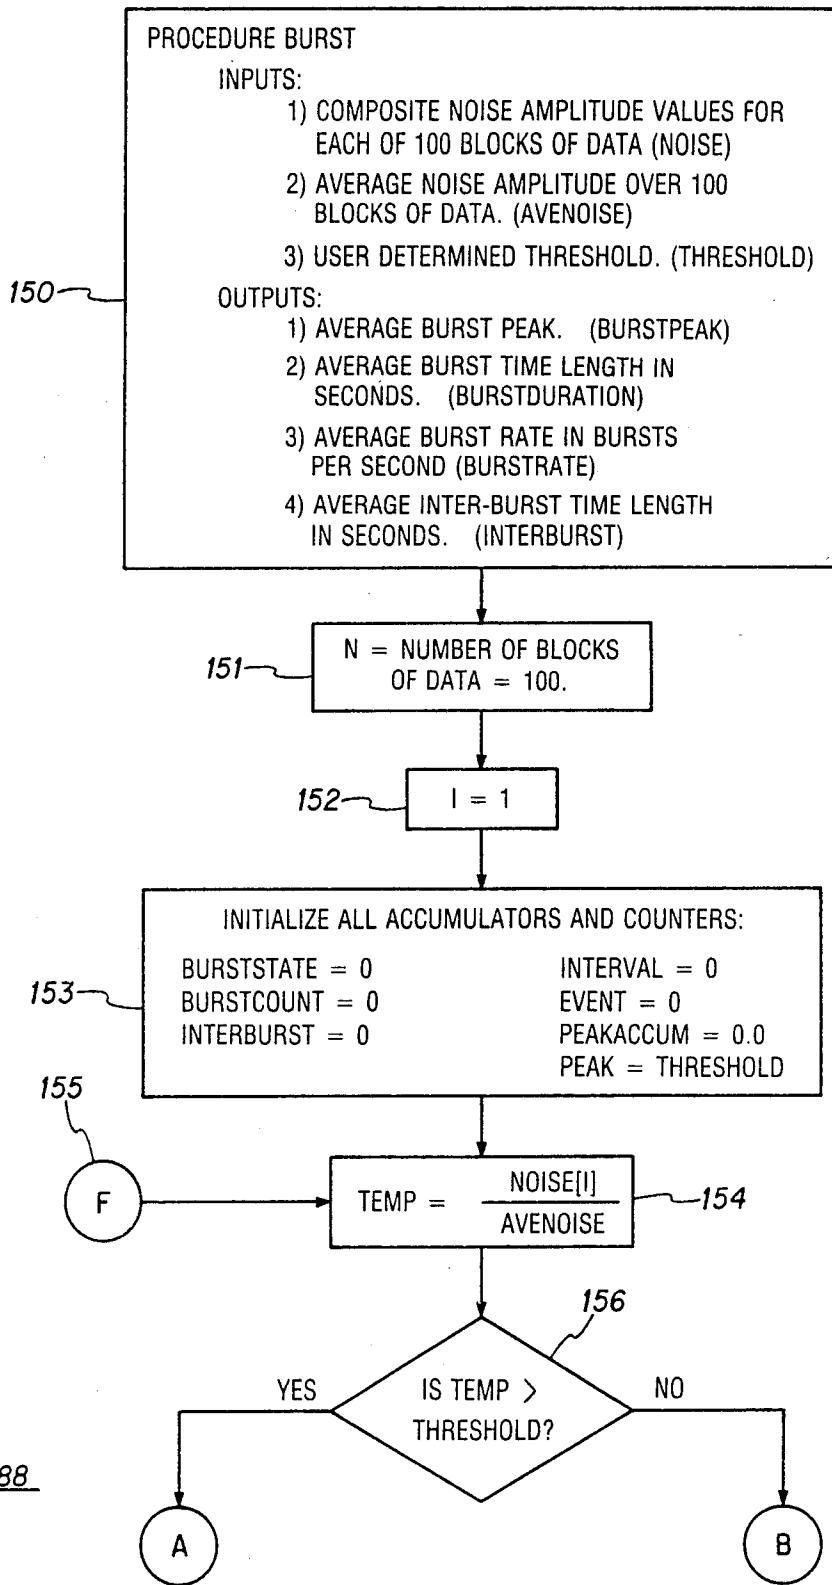 PROCEDURE BURST
INPUTS:
1) COMPOSITE NOISE AMPLITUDE VALUES FOR
EACH OF 100 BLOCKS OF DATA (NOISE)
2) AVERAGE NOISE AMPLITUDE OVER 100
BLOCKS OF DATA. (AVENOISE)
3) USER DETERMINED THRESHOLD. (THRESHOLD)
150
OUTPUTS:
1) AVERAGE BURST PEAK. (BURSTPEAK)
2) AVERAGE BURST TIME LENGTH IN
SECONDS. (BURSTDURATION)
3) AVERAGE BURST RATE IN BURSTS
PER SECOND (BURSTRATE)
4) AVERAGE INTER-BURST TIME LENGTH
IN SECONDS. (INTERBURST)
151
N = NUMBER OF BLOCKS
OF DATA = 100.
152
I = 1
INITIALIZE ALL ACCUMULATORS AND COUNTERS:
153
BURSTSTATE = 0
BURSTCOUNT = 0
INTERBURST = 0
INTERVAL = 0
EVENT = 0
PEAKACCUM = 0.0
PEAK = THRESHOLD
155
F
TEMP = NOISE[I]
AVENOISE
154
156
YES
IS TEMP >
THRESHOLD?
NO
88
A
B